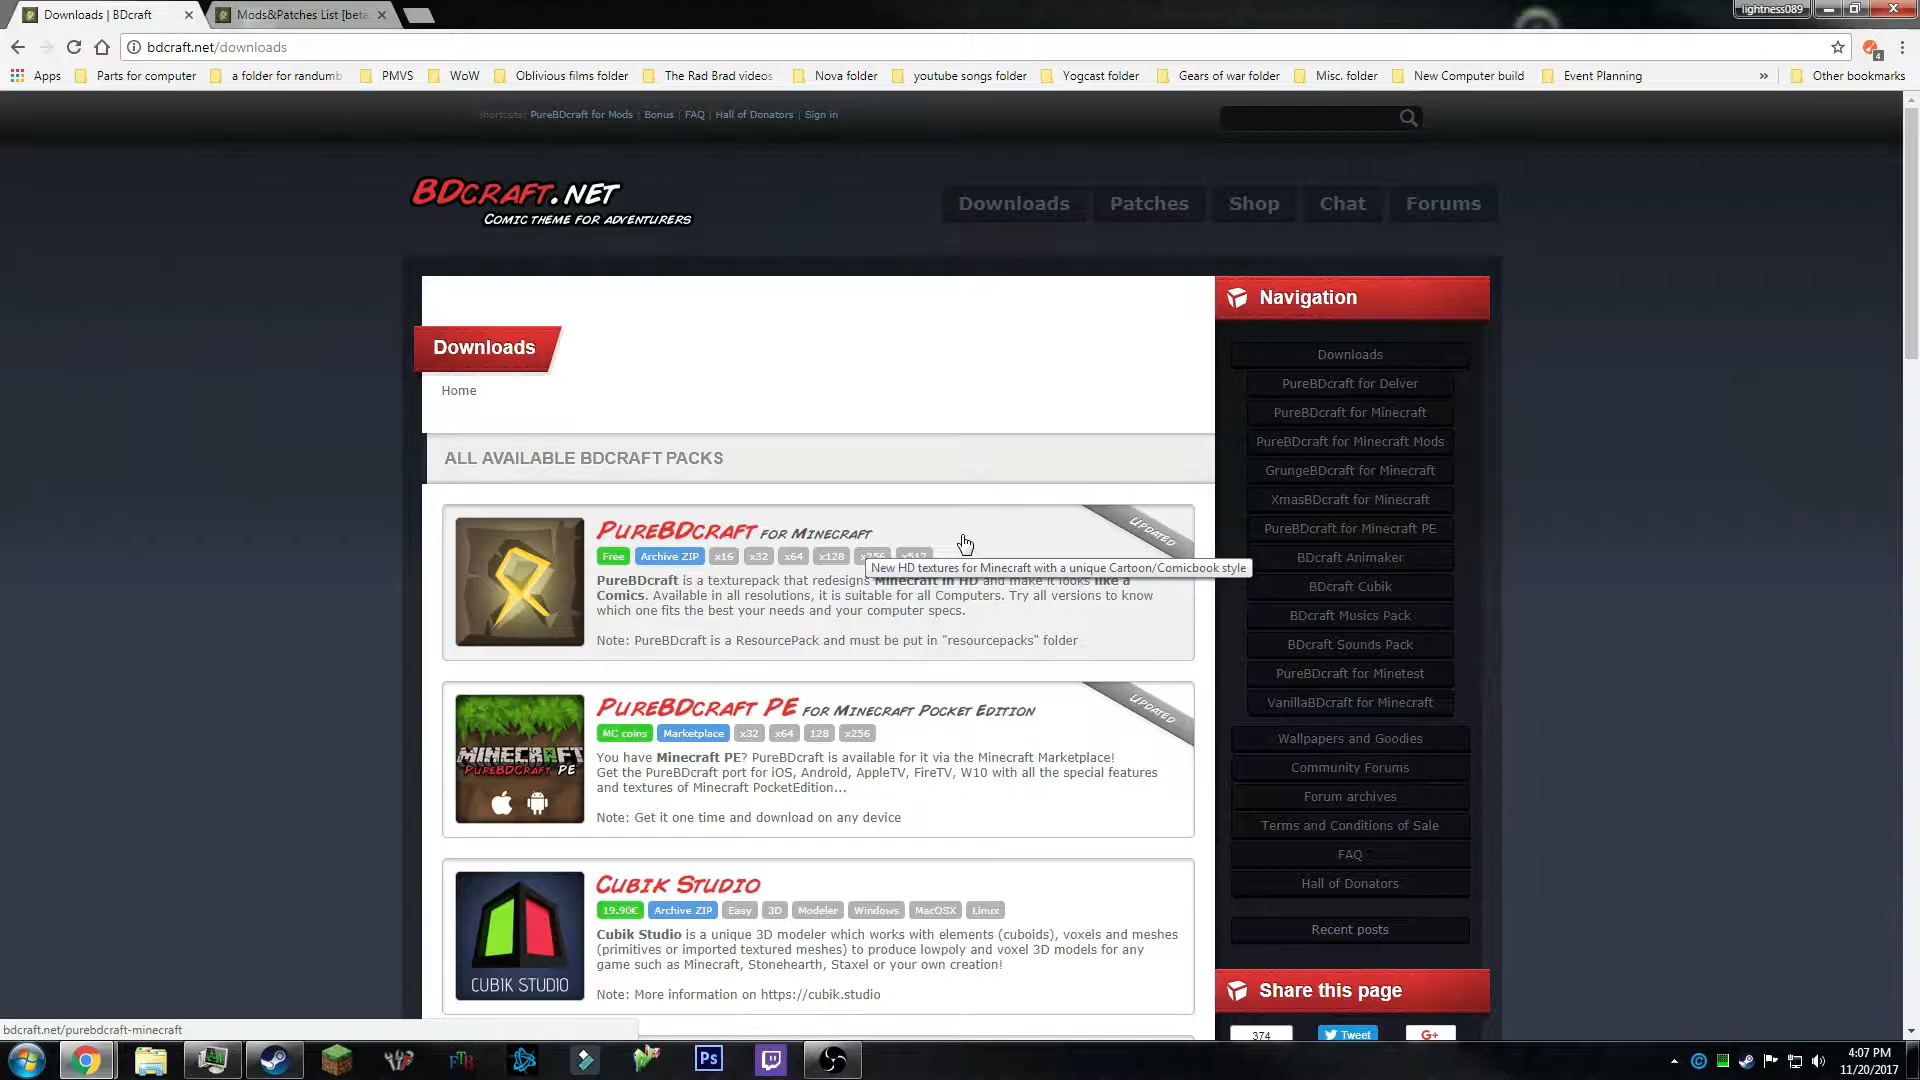 Downloads | BDcraft
Mods&Patches List [beta
lightness089
bdcraft.net/downloads
Apps
Parts for computer
a folder for randumb
PMVS
WoW
Oblivious films folder
The Rad Brad videos
Nova folder
youtube songs folder
Yogcast folder
Gears of war folder
Misc. folder
New Computer build
Event Planning
»
Other bookmarks
Shortcuts: PureBDcraft for Mods | Bonus | FAQ | Hall of Donators | Sign in
BDcraft.net
Comic theme for adventurers
Downloads
Patches
Shop
Chat
Forums
Downloads
Home
ALL AVAILABLE BDCRAFT PACKS
PureBDcraft for Minecraft
Updated
Free
Archive ZIP
x16
x32
x64
x128
x256
x512
New HD textures for Minecraft with a unique Cartoon/Comicbook style
PureBDcraft is a texturepack that redesigns Minecraft in HD and make it looks like a
Comics. Available in all resolutions, it is suitable for all Computers. Try all versions to know
which one fits the best your needs and your computer specs.
Note: PureBDcraft is a ResourcePack and must be put in "resourcepacks" folder
MINECRAFT
PureBDcraft PE
PureBDcraft PE for Minecraft Pocket Edition
Updated
MC coins
Marketplace
x32
x64
128
x256
You have Minecraft PE? PureBDcraft is available for it via the Minecraft Marketplace!
Get the PureBDcraft port for iOS, Android, AppleTV, FireTV, W10 with all the special features
and textures of Minecraft PocketEdition...
Note: Get it one time and download on any device
CUBIK STUDIO
Cubik Studio
19.90€
Archive ZIP
Easy
3D
Modeler
Windows
MacOSX
Linux
Cubik Studio is a unique 3D modeler which works with elements (cuboids), voxels and meshes
(primitives or imported textured meshes) to produce lowpoly and voxel 3D models for any
game such as Minecraft, Stonehearth, Staxel or your own creation!
Note: More information on https://cubik.studio
Navigation
Downloads
PureBDcraft for Delver
PureBDcraft for Minecraft
PureBDcraft for Minecraft Mods
GrungeBDcraft for Minecraft
XmasBDcraft for Minecraft
PureBDcraft for Minecraft PE
BDcraft Animaker
BDcraft Cubik
BDcraft Musics Pack
BDcraft Sounds Pack
PureBDcraft for Minetest
VanillaBDcraft for Minecraft
Wallpapers and Goodies
Community Forums
Forum archives
Terms and Conditions of Sale
FAQ
Hall of Donators
Recent posts
Share this page
374
Tweet
G+
bdcraft.net/purebdcraft-minecraft
FTB
Ps
4:07 PM
11/20/2017